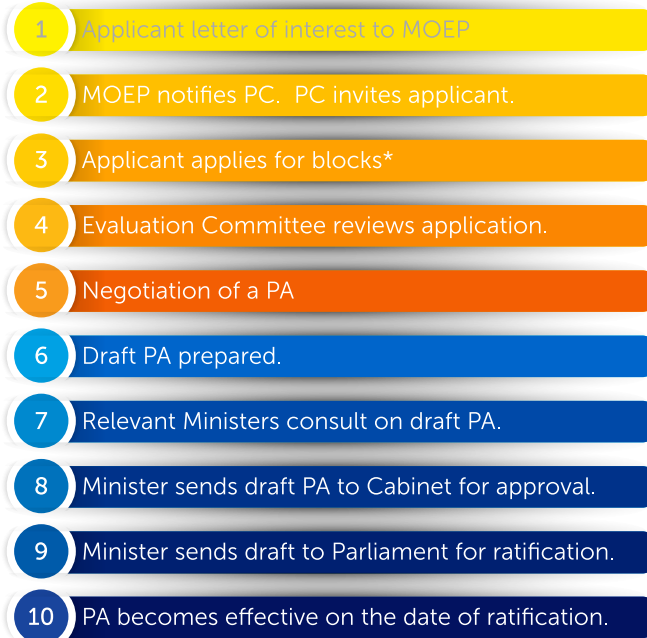 1 Applicant letter of interest to MOEP
2 MOEP notifies PC. PC invites applicant.
3 Applicant applies for blocks*
4 Evaluation Committee reviews application.
5 Negotiation of a PA
6 Draft PA prepared.
7 Relevant Ministers consult on draft PA.
8 Minister sends draft PA to Cabinet for approval.
9 Minister sends draft to Parliament for ratification.
10 PA becomes effective on the date of ratification.